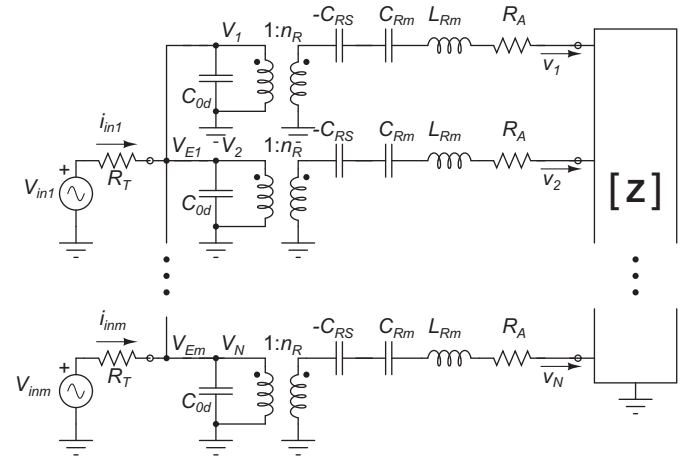 V1 1:nR -CRS CRm LRm RA
v1
C0d
iin1 VE1 V2 1:nR -CRS CRm LRm RA
+
Vin1 RT C0d v2 [Z]
iinm VEm VN 1:nR -CRS CRm LRm RA
+
Vinm RT C0d vN